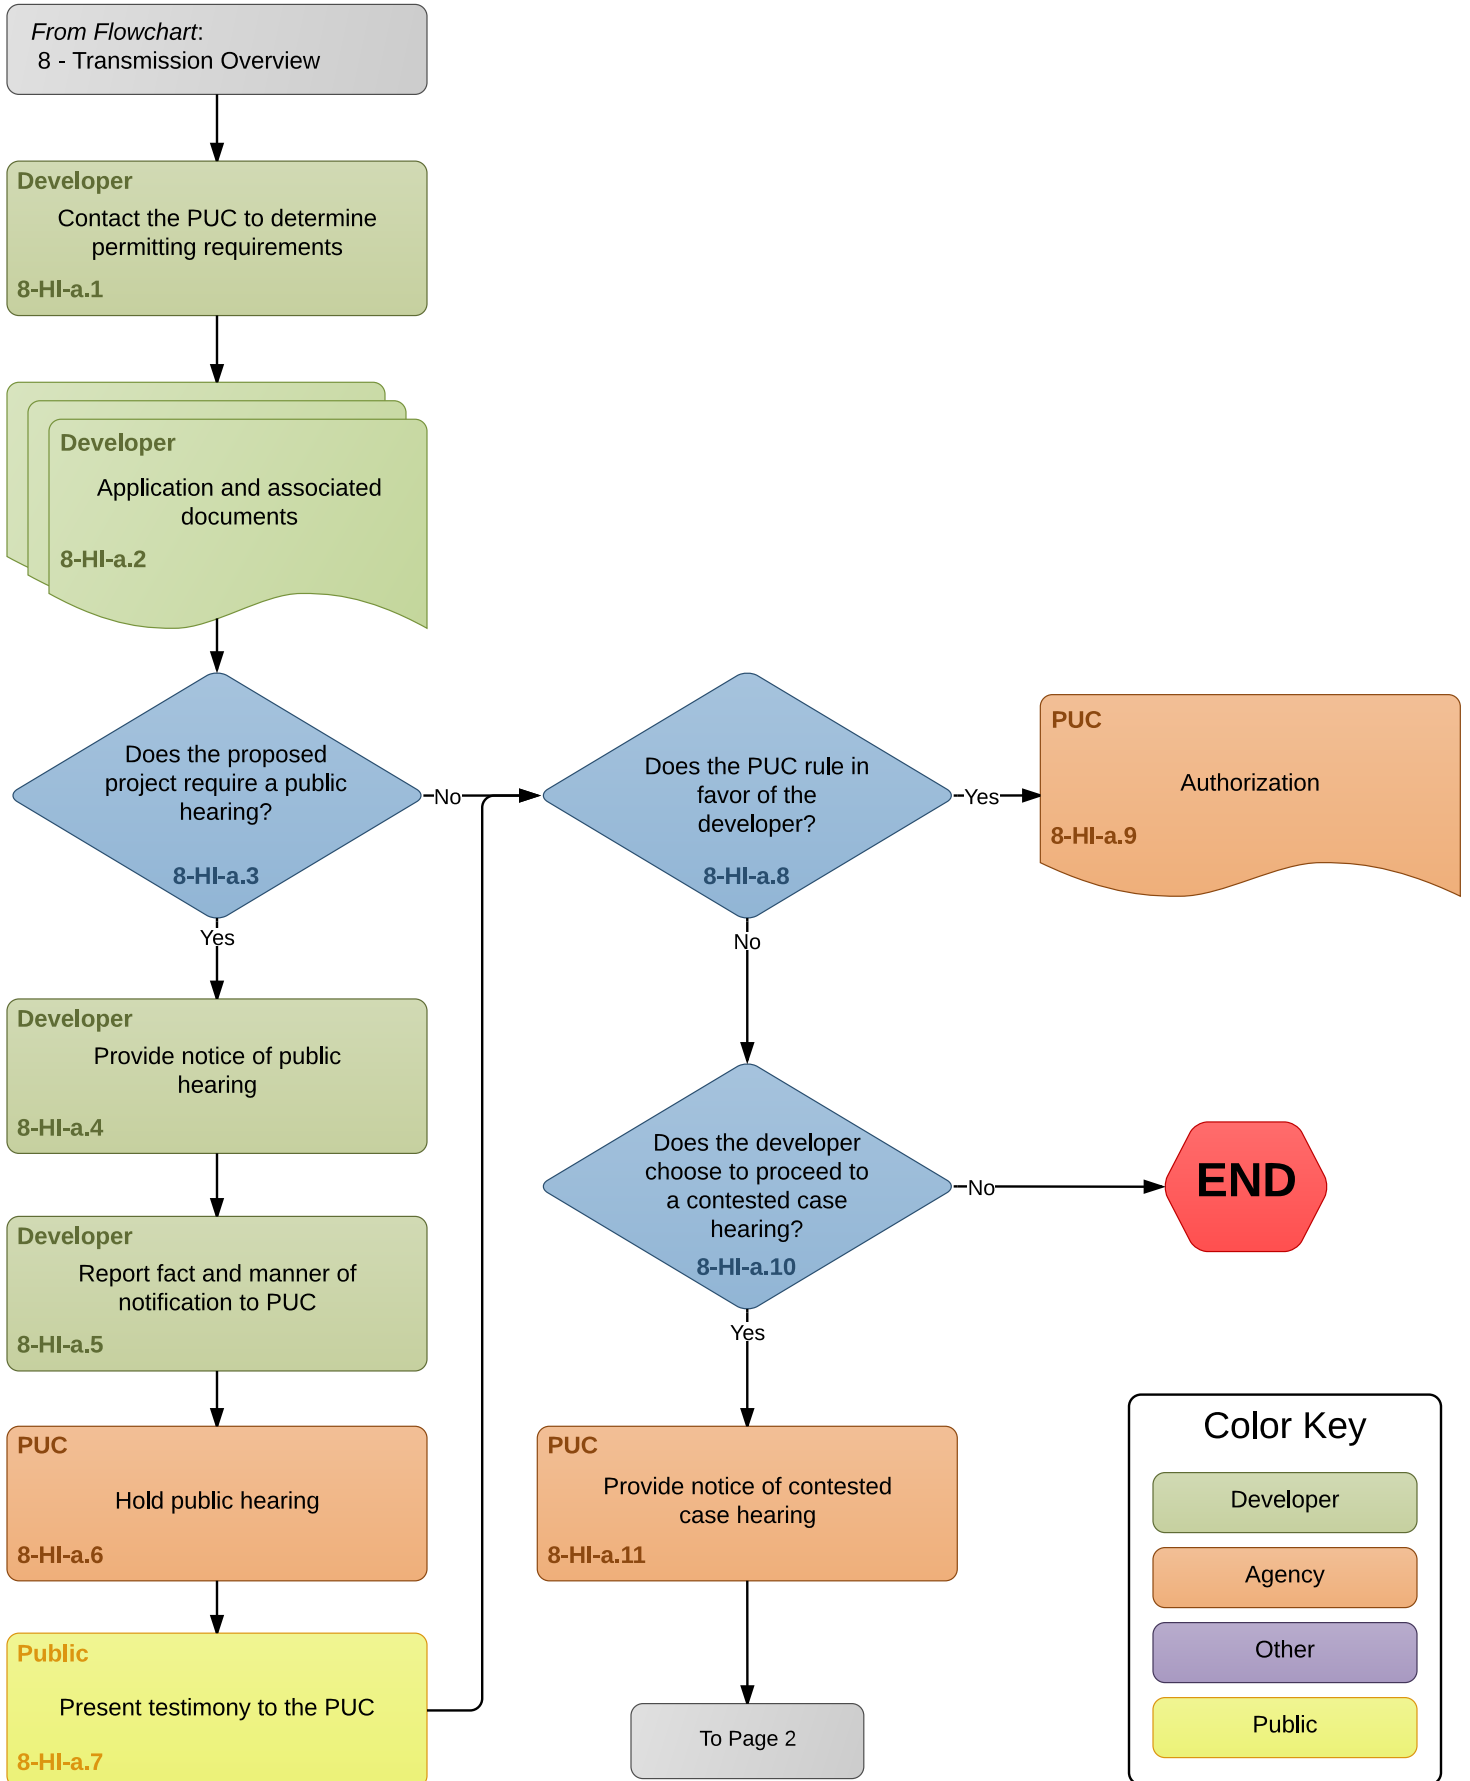 From Flowchart:
8 - Transmission Overview
Developer
Contact the PUC to determine
permitting requirements
8-HI-a.1
Developer
Application and associated
documents
8-HI-a.2
Does the proposed
project require a public
hearing?
8-HI-a.3
No
Yes
Developer
Provide notice of public
hearing
8-HI-a.4
Developer
Report fact and manner of
notification to PUC
8-HI-a.5
PUC
Hold public hearing
8-HI-a.6
Public
Present testimony to the PUC
8-HI-a.7
Does the PUC rule in
favor of the
developer?
8-HI-a.8
Yes
No
PUC
Authorization
8-HI-a.9
Does the developer
choose to proceed to
a contested case
hearing?
8-HI-a.10
No
Yes
END
PUC
Provide notice of contested
case hearing
8-HI-a.11
To Page 2
Color Key
Developer
Agency
Other
Public